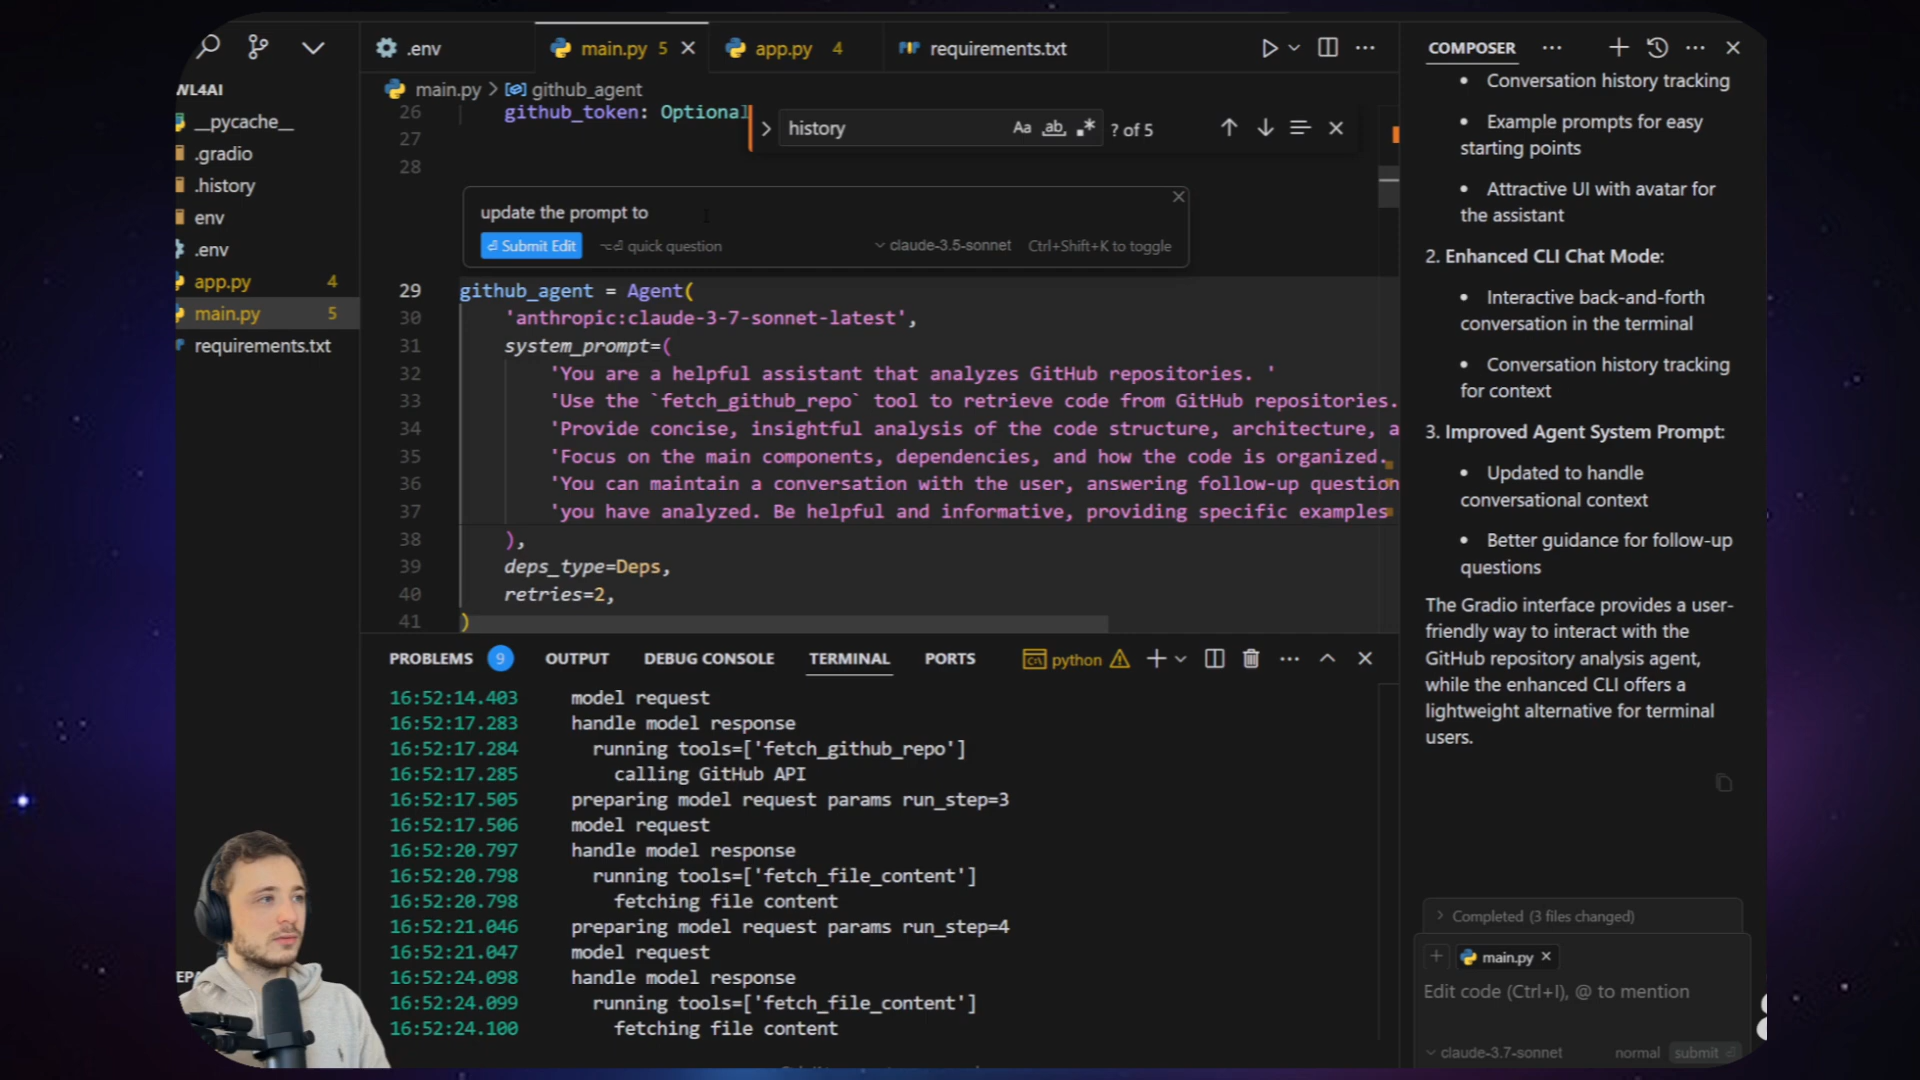 .env
main.py 5
app.py 4
requirements.txt
COMPOSER
WL4AI
__pycache__
.gradio
.history
env
.env
app.py 4
main.py 5
requirements.txt
main.py > github_agent
history
Aa ab .* ? of 5
26 github_token: Optional
27
28
update the prompt to
Submit Edit
quick question
claude-3.5-sonnet Ctrl+Shift+K to toggle
29 github_agent = Agent(
30 'anthropic:claude-3-7-sonnet-latest',
31 system_prompt=(
32 'You are a helpful assistant that analyzes GitHub repositories. '
33 'Use the `fetch_github_repo` tool to retrieve code from GitHub repositories.
34 'Provide concise, insightful analysis of the code structure, architecture, a
35 'Focus on the main components, dependencies, and how the code is organized.
36 'You can maintain a conversation with the user, answering follow-up question
37 'you have analyzed. Be helpful and informative, providing specific examples
38 ),
39 deps_type=Deps,
40 retries=2,
41 )
PROBLEMS 9 OUTPUT DEBUG CONSOLE TERMINAL PORTS python
16:52:14.403 model request
16:52:17.283 handle model response
16:52:17.284 running tools=['fetch_github_repo']
16:52:17.285 calling GitHub API
16:52:17.505 preparing model request params run_step=3
16:52:17.506 model request
16:52:20.797 handle model response
16:52:20.798 running tools=['fetch_file_content']
16:52:20.798 fetching file content
16:52:21.046 preparing model request params run_step=4
16:52:21.047 model request
16:52:24.098 handle model response
16:52:24.099 running tools=['fetch_file_content']
16:52:24.100 fetching file content
• Conversation history tracking
• Example prompts for easy
starting points
• Attractive UI with avatar for
the assistant
2. Enhanced CLI Chat Mode:
• Interactive back-and-forth
conversation in the terminal
• Conversation history tracking
for context
3. Improved Agent System Prompt:
• Updated to handle
conversational context
• Better guidance for follow-up
questions
The Gradio interface provides a user-
friendly way to interact with the
GitHub repository analysis agent,
while the enhanced CLI offers a
lightweight alternative for terminal
users.
Completed (3 files changed)
main.py
Edit code (Ctrl+I), @ to mention
claude-3.7-sonnet normal submit